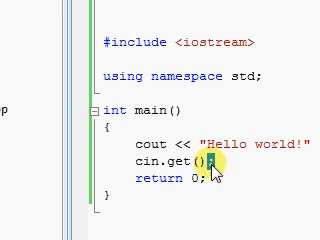 #include <iostream>
using namespace std;
int main()
{
cout << "Hello world!"
cin.get();
return 0;
}